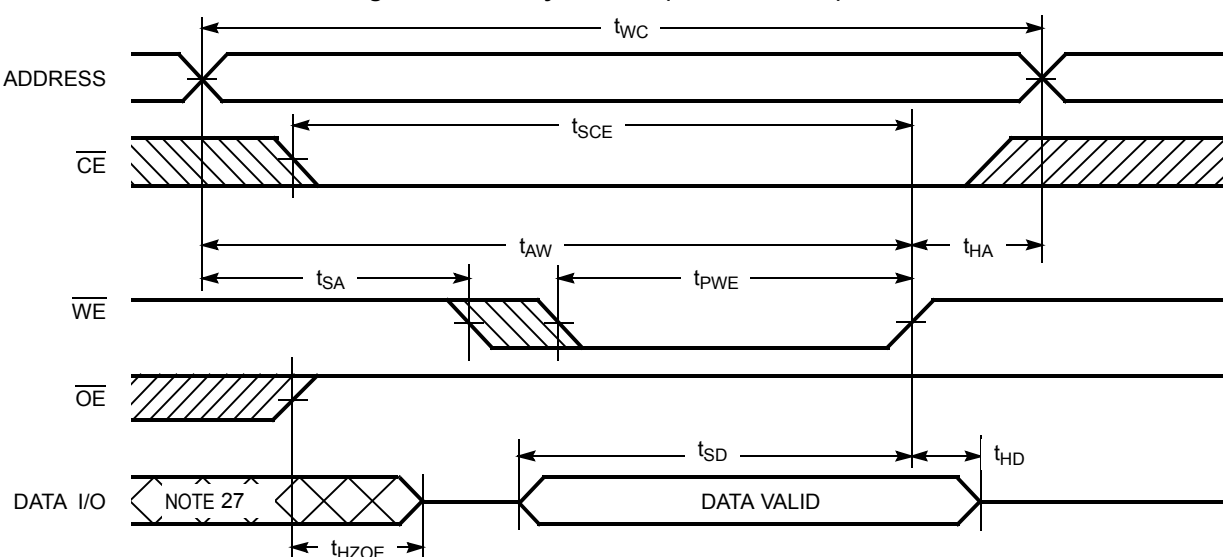 tWC
ADDRESS
tSCE
CE
tAW
tHA
tSA
tPWE
WE
OE
tSD
tHD
DATA I/O
NOTE 27
DATA VALID
tHZOE